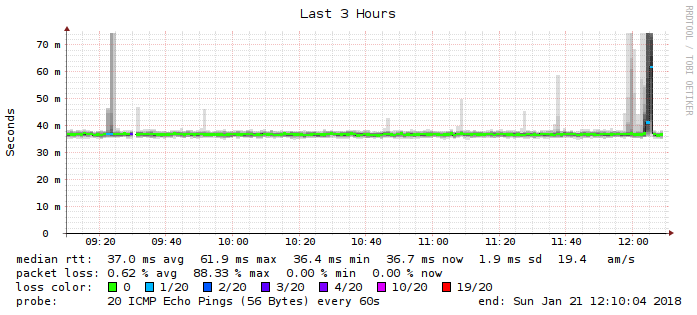 Last 3 Hours
RRDTOOL / TOBI OETIKER
Seconds
70 m
60 m
50 m
40 m
30 m
20 m
10 m
0
09:20 09:40 10:00 10:20 10:40 11:00 11:20 11:40 12:00
median rtt: 37.0 ms avg 61.9 ms max 36.4 ms min 36.7 ms now 1.9 ms sd 19.4 am/s
packet loss: 0.62 % avg 88.33 % max 0.00 % min 0.00 % now
loss color: 0 1/20 2/20 3/20 4/20 10/20 19/20
probe: 20 ICMP Echo Pings (56 Bytes) every 60s end: Sun Jan 21 12:10:04 2018